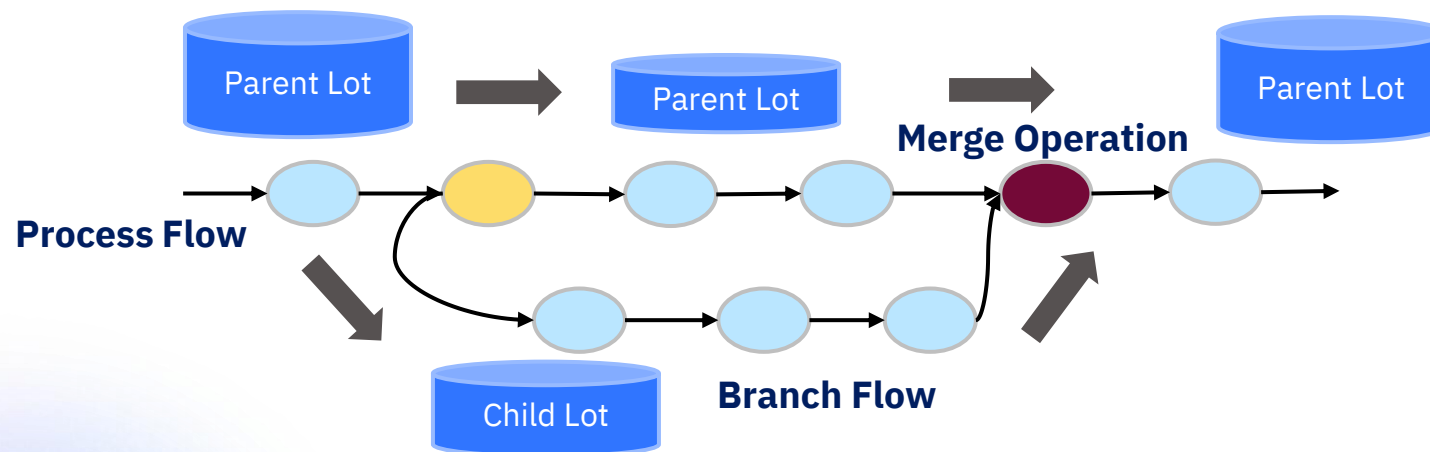 Parent Lot
Parent Lot
Parent Lot
Merge Operation
Process Flow
Branch Flow
Child Lot